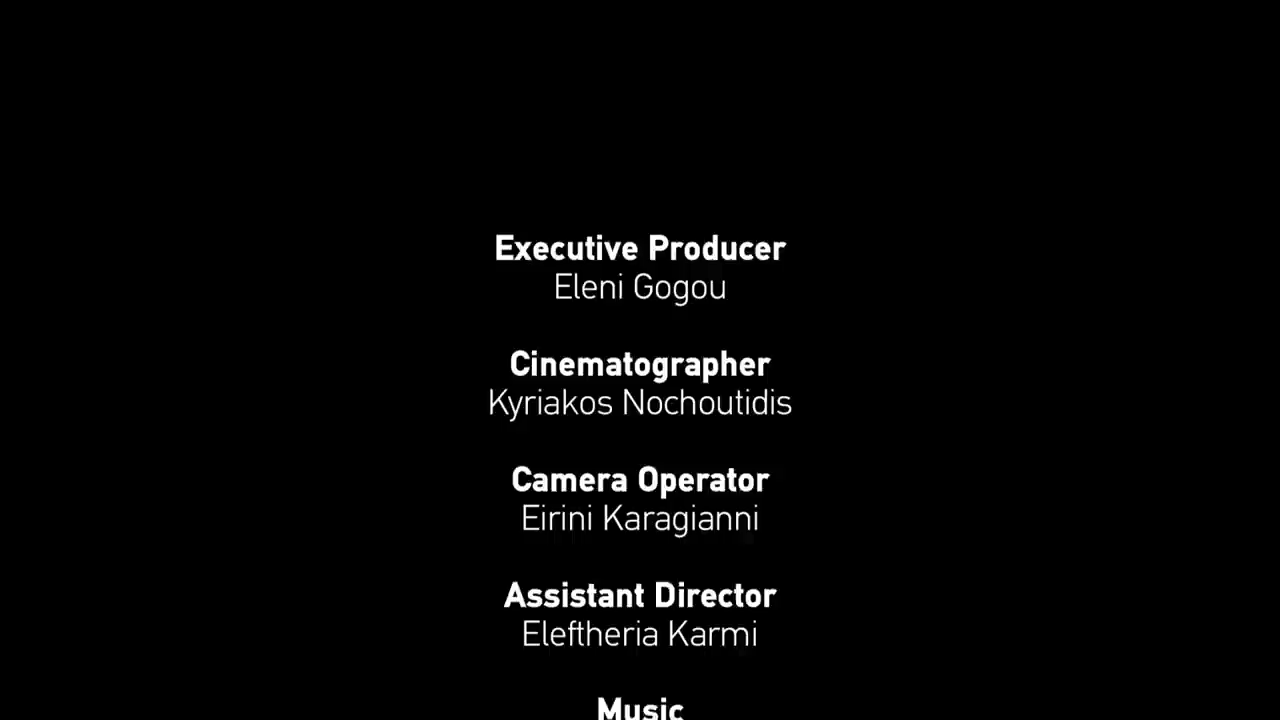 Executive Producer
Eleni Gogou
Cinematographer
Kyriakos Nochoutidis
Camera Operator
Eirini Karagianni
Assistant Director
Eleftheria Karmi
Music